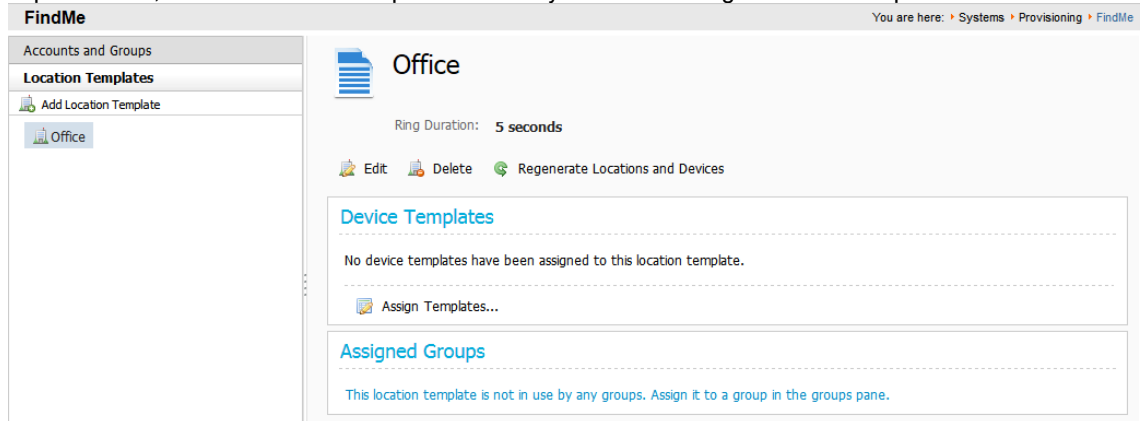 FindMe
You are here: Systems Provisioning FindMe
Accounts and Groups
Location Templates
Add Location Template
Office
Office
Ring Duration: 5 seconds
Edit Delete Regenerate Locations and Devices
Device Templates
No device templates have been assigned to this location template.
Assign Templates...
Assigned Groups
This location template is not in use by any groups. Assign it to a group in the groups pane.